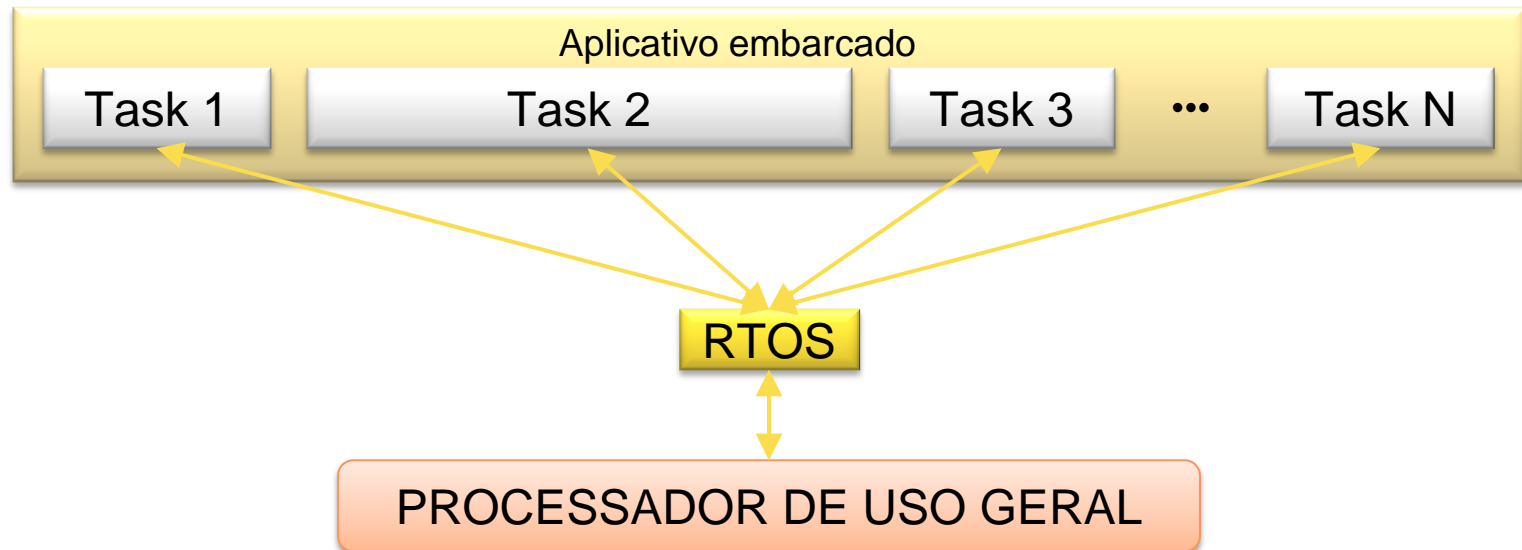 Aplicativo embarcado
Task 1 Task 2 Task 3 ... Task N
RTOS
PROCESSADOR DE USO GERAL